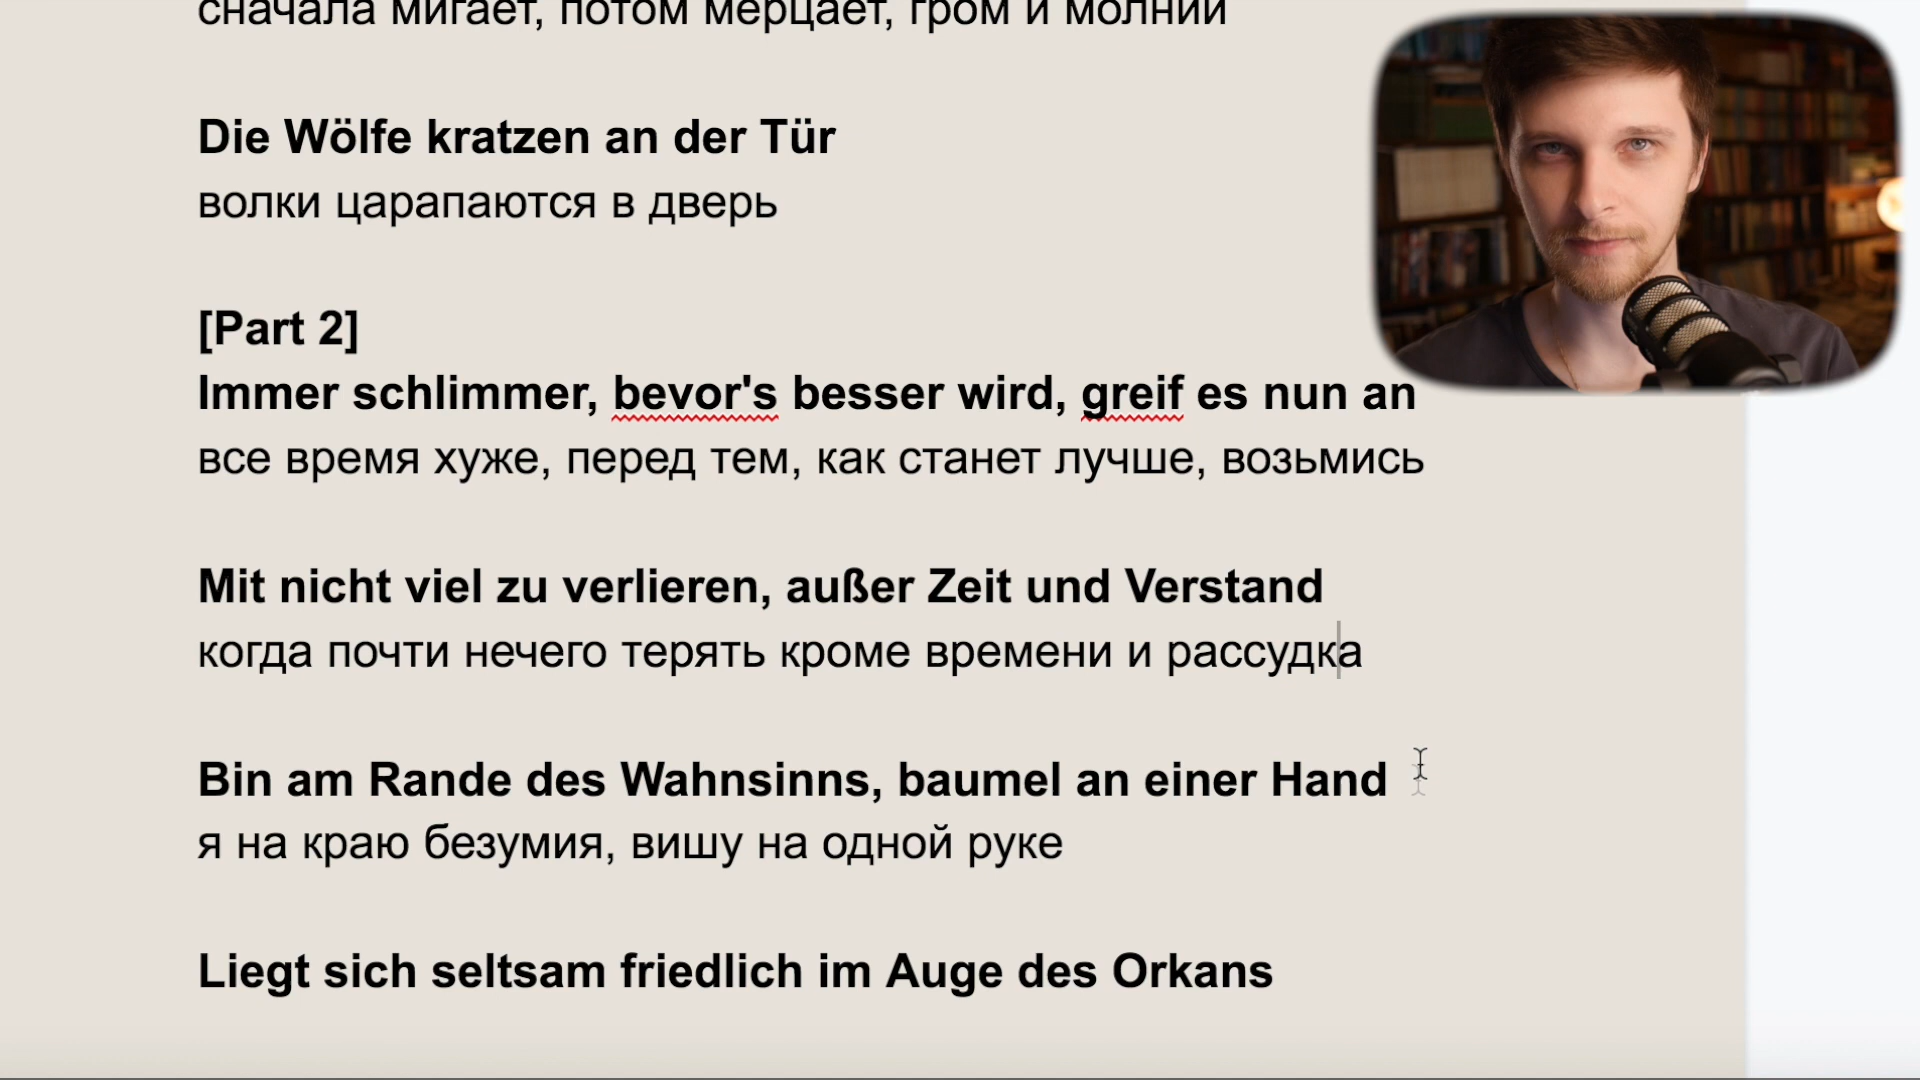 сначала мигает, потом мерцает, гром и молнии
Die Wölfe kratzen an der Tür
волки царапаются в дверь
[Part 2]
Immer schlimmer, bevor's besser wird, greif es nun an
все время хуже, перед тем, как станет лучше, возьмись
Mit nicht viel zu verlieren, außer Zeit und Verstand
когда почти нечего терять кроме времени и рассудка
Bin am Rande des Wahnsinns, baumel an einer Hand
я на краю безумия, вишу на одной руке
Liegt sich seltsam friedlich im Auge des Orkans